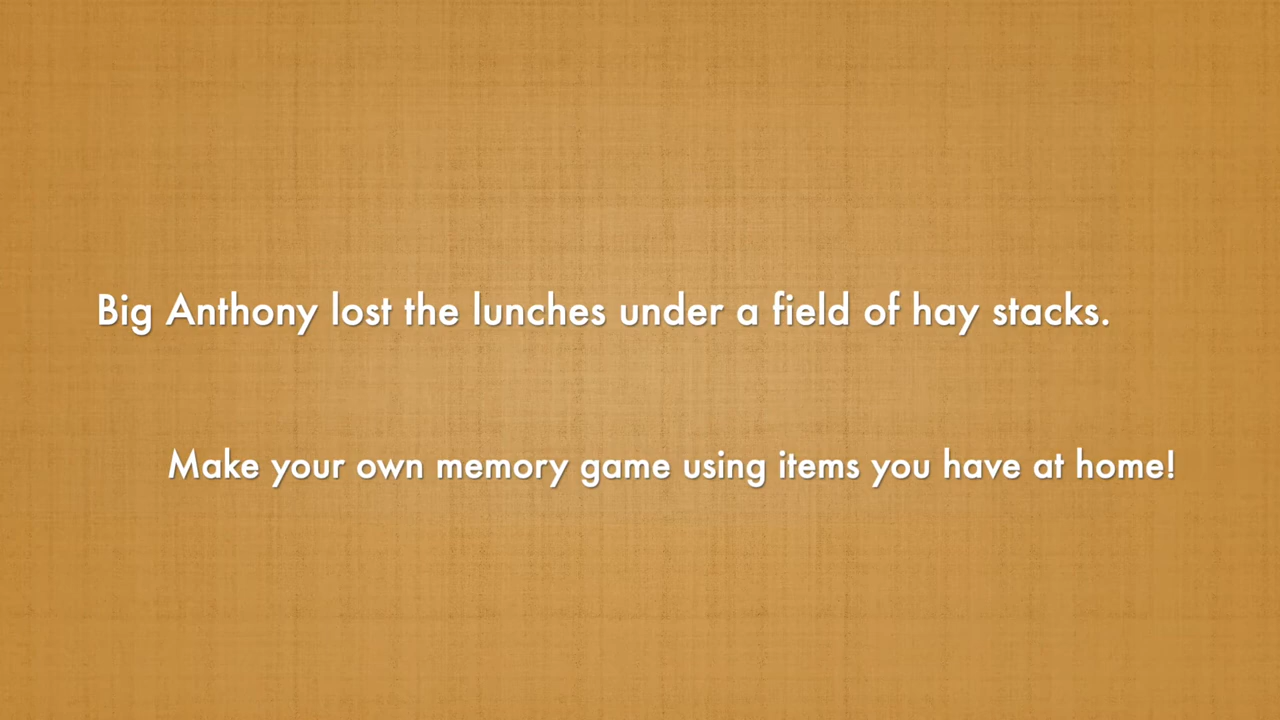 Big Anthony lost the lunches under a field of hay stacks.
Make your own memory game using items you have at home!